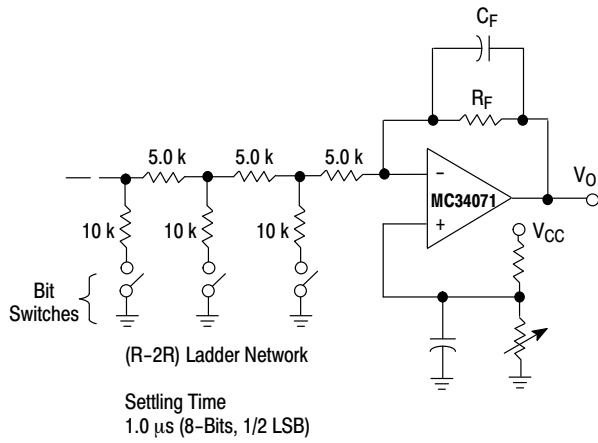 C_F
R_F
5.0 k 5.0 k 5.0 k
−
MC34071
+
V_O
V_CC
10 k 10 k 10 k
Bit
Switches
(R−2R) Ladder Network
Settling Time
1.0 µs (8−Bits, 1/2 LSB)